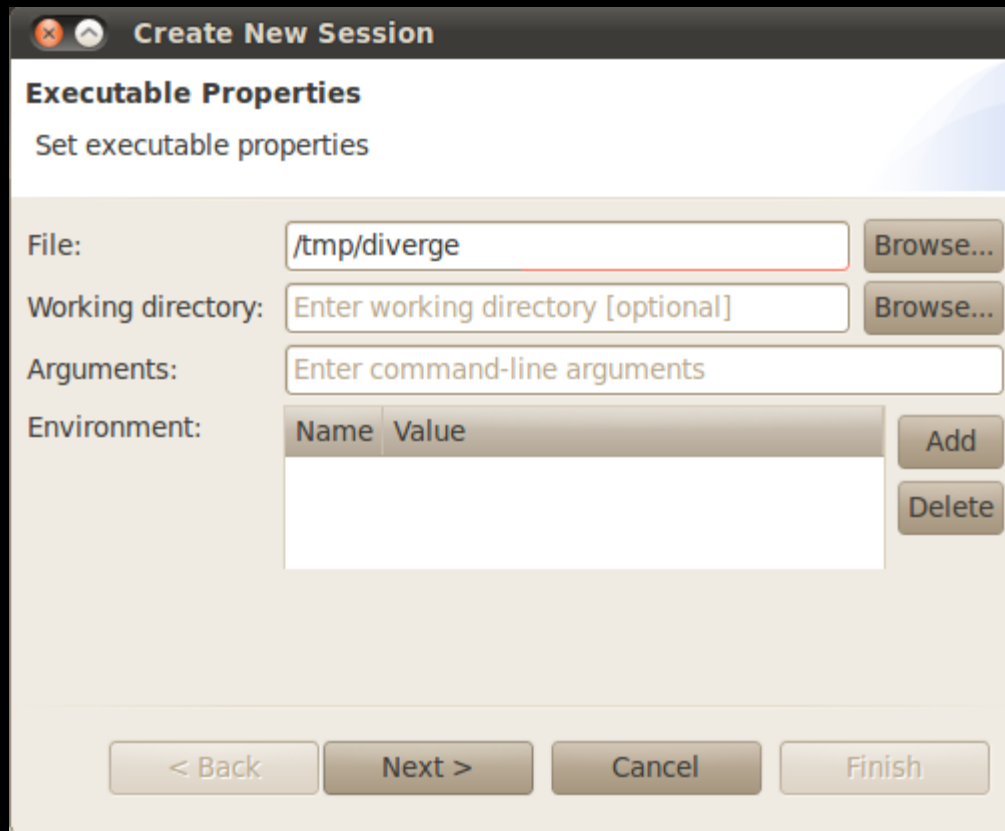 Create New Session
Executable Properties
Set executable properties
File: /tmp/diverge Browse...
Working directory: Enter working directory [optional] Browse...
Arguments: Enter command-line arguments
Environment: Name Value
Add
Delete
< Back Next > Cancel Finish